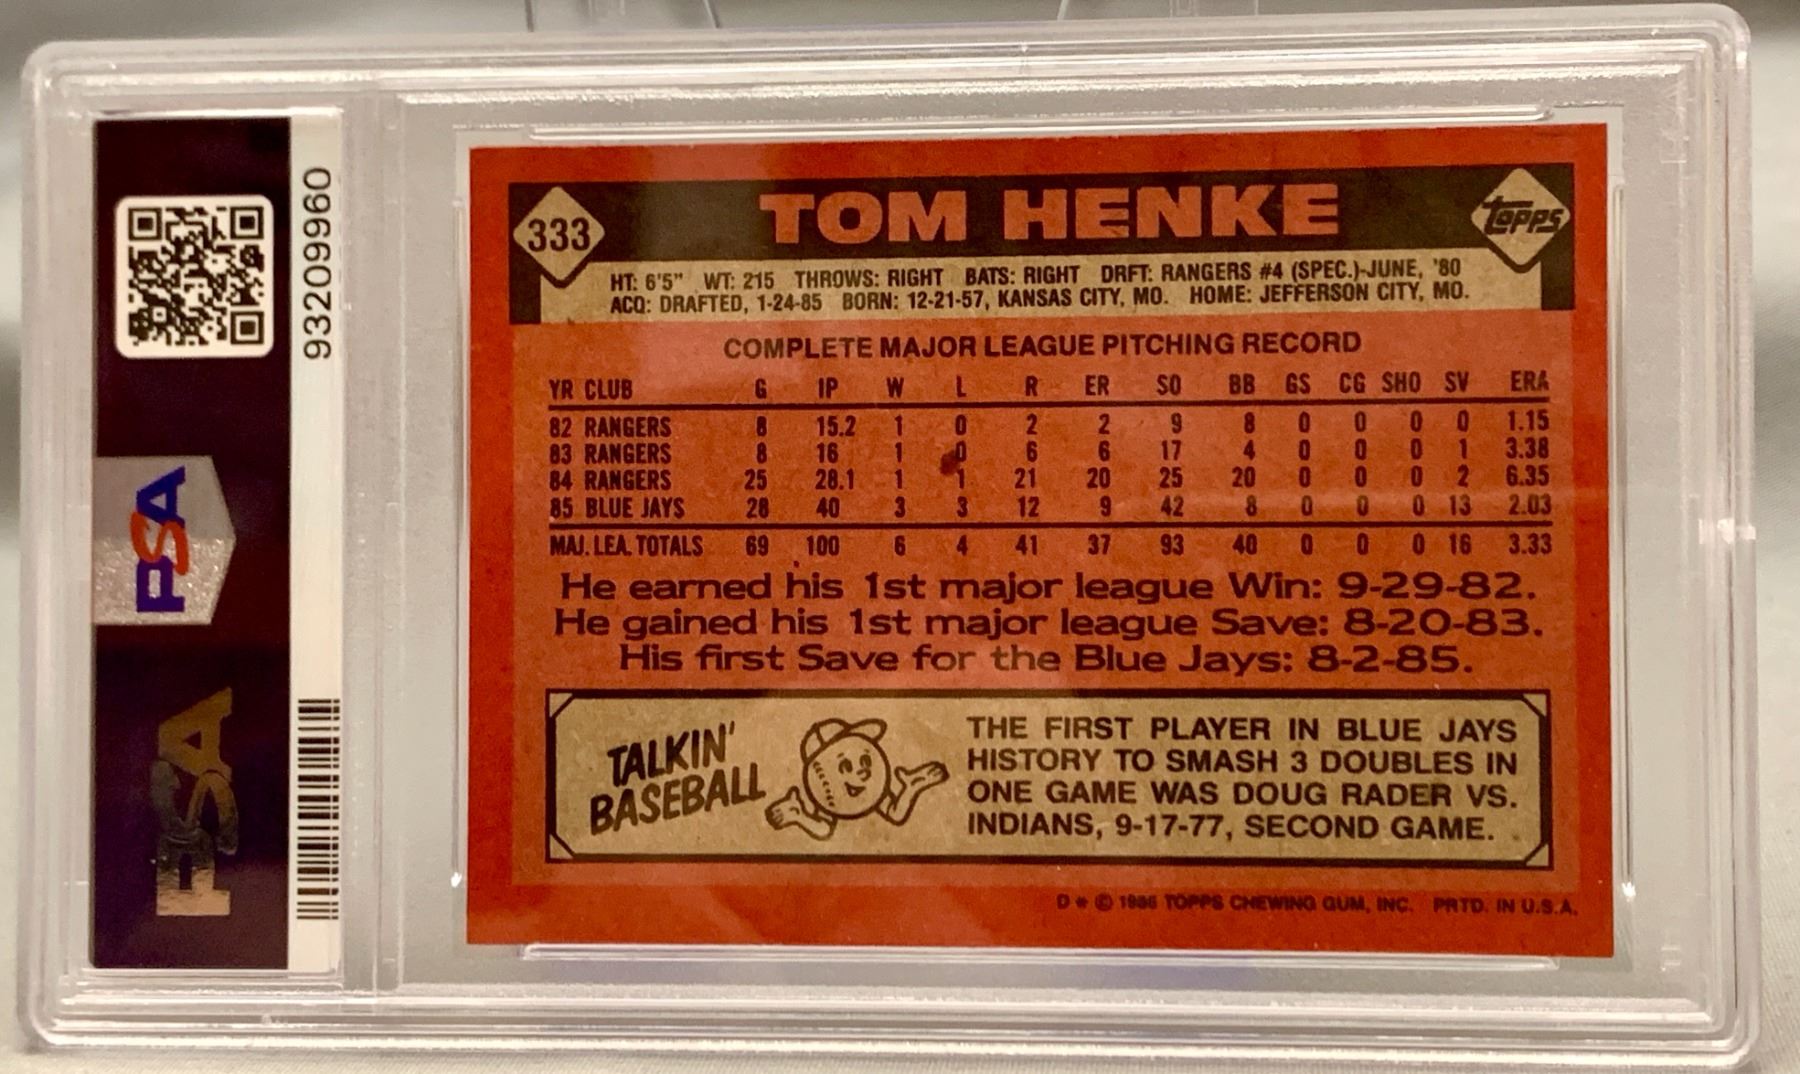 93209960
PSA
PSA
333
TOM HENKE
TOPPS
HT: 6'5" WT: 215 THROWS: RIGHT BATS: RIGHT DRFT: RANGERS #4 (SPEC.)-JUNE, '80
ACQ: DRAFTED, 1-24-85 BORN: 12-21-57, KANSAS CITY, MO. HOME: JEFFERSON CITY, MO.
COMPLETE MAJOR LEAGUE PITCHING RECORD
YR CLUB G IP W L R ER SO BB GS CG SHO SV ERA
82 RANGERS 8 15.2 1 0 2 2 9 8 0 0 0 0 1.15
83 RANGERS 8 16 1 0 6 6 17 4 0 0 0 1 3.38
84 RANGERS 25 28.1 1 1 21 20 25 20 0 0 0 2 6.35
85 BLUE JAYS 28 40 3 3 12 9 42 8 0 0 0 13 2.03
MAJ. LEA. TOTALS 69 100 6 4 41 37 93 40 0 0 0 16 3.33
He earned his 1st major league Win: 9-29-82.
He gained his 1st major league Save: 8-20-83.
His first Save for the Blue Jays: 8-2-85.
TALKIN'
BASEBALL
THE FIRST PLAYER IN BLUE JAYS
HISTORY TO SMASH 3 DOUBLES IN
ONE GAME WAS DOUG RADER VS.
INDIANS, 9-17-77, SECOND GAME.
D * © 1986 TOPPS CHEWING GUM, INC. PRTD. IN U.S.A.